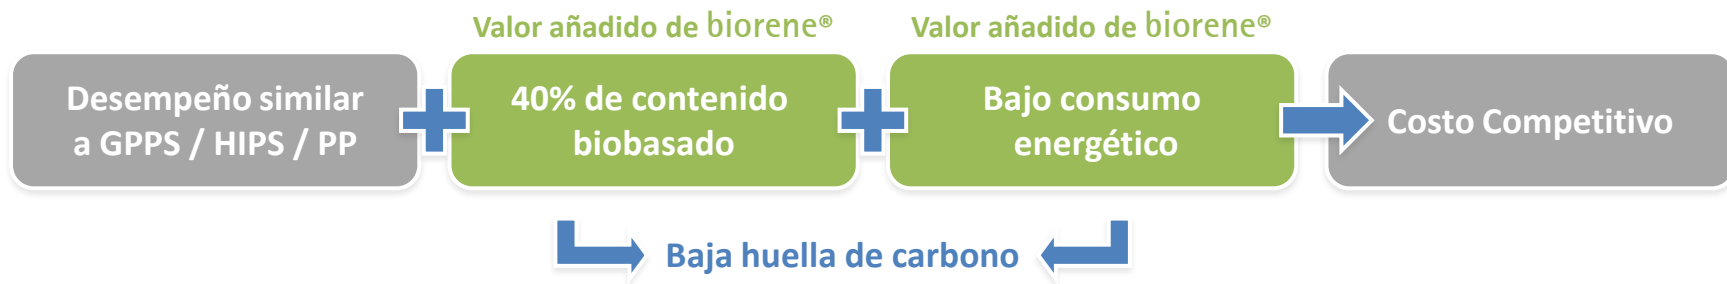 Valor añadido de biorene®
Valor añadido de biorene®
Desempeño similar
a GPPS / HIPS / PP
40% de contenido
biobasado
Bajo consumo
energético
Costo Competitivo
Baja huella de carbono